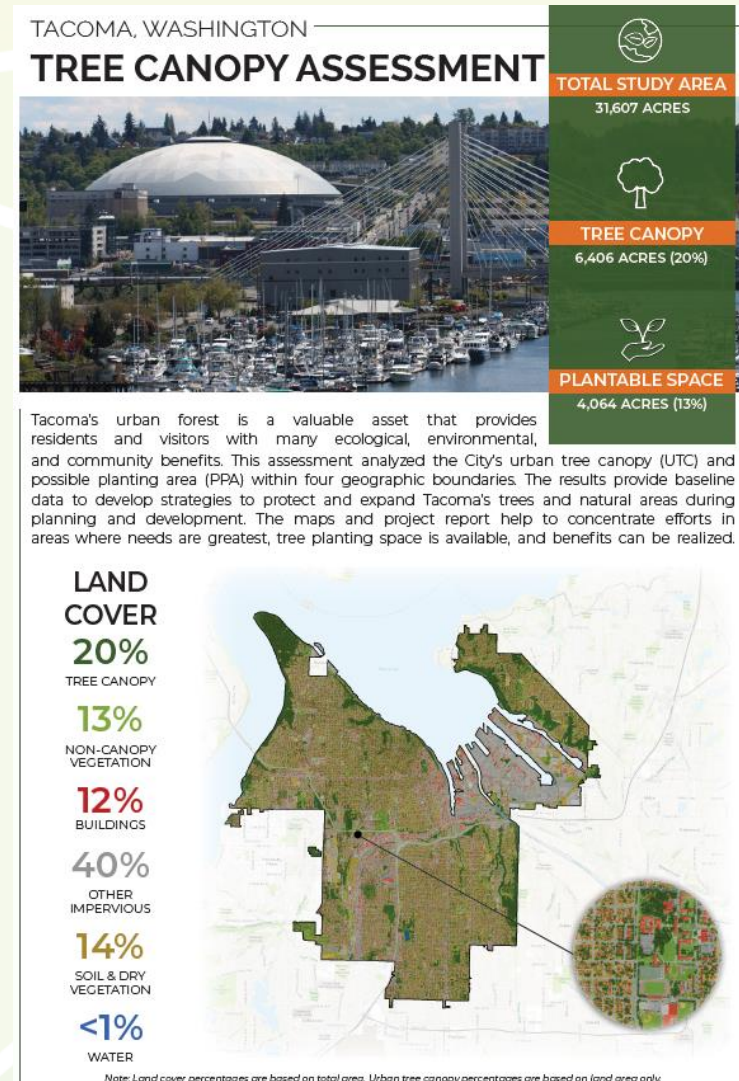 TACOMA, WASHINGTON
TREE CANOPY ASSESSMENT
TOTAL STUDY AREA
31,607 ACRES
TREE CANOPY
6,406 ACRES (20%)
PLANTABLE SPACE
4,064 ACRES (13%)
Tacoma's urban forest is a valuable asset that provides
residents and visitors with many ecological, environmental,
and community benefits. This assessment analyzed the City's urban tree canopy (UTC) and
possible planting area (PPA) within four geographic boundaries. The results provide baseline
data to develop strategies to protect and expand Tacoma's trees and natural areas during
planning and development. The maps and project report help to concentrate efforts in
areas where needs are greatest, tree planting space is available, and benefits can be realized.
LAND
COVER
20%
TREE CANOPY
13%
NON-CANOPY
VEGETATION
12%
BUILDINGS
40%
OTHER
IMPERVIOUS
14%
SOIL & DRY
VEGETATION
<1%
WATER
Note: Land cover percentages are based on total area. Urban tree canopy percentages are based on land area only.